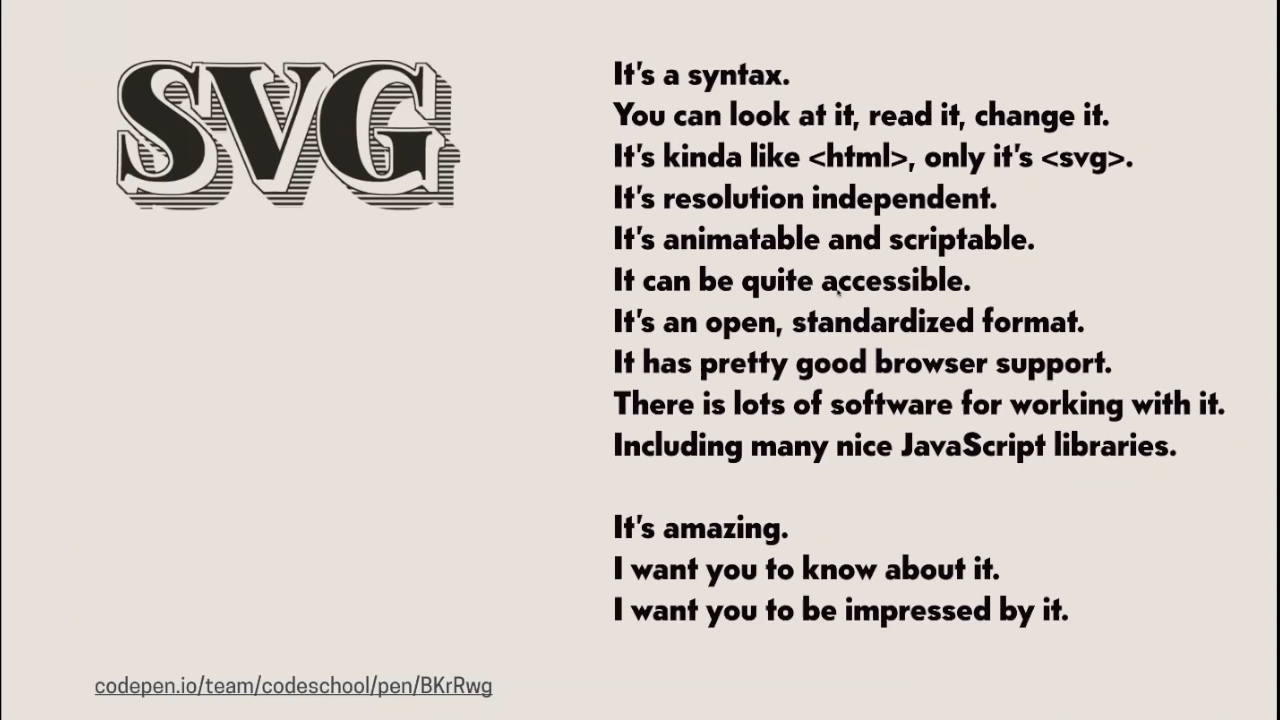 SVG
It's a syntax.
You can look at it, read it, change it.
It's kinda like <html>, only it's <svg>.
It's resolution independent.
It's animatable and scriptable.
It can be quite accessible.
It's an open, standardized format.
It has pretty good browser support.
There is lots of software for working with it.
Including many nice JavaScript libraries.
It's amazing.
I want you to know about it.
I want you to be impressed by it.
codepen.io/team/codeschool/pen/BKrRwg